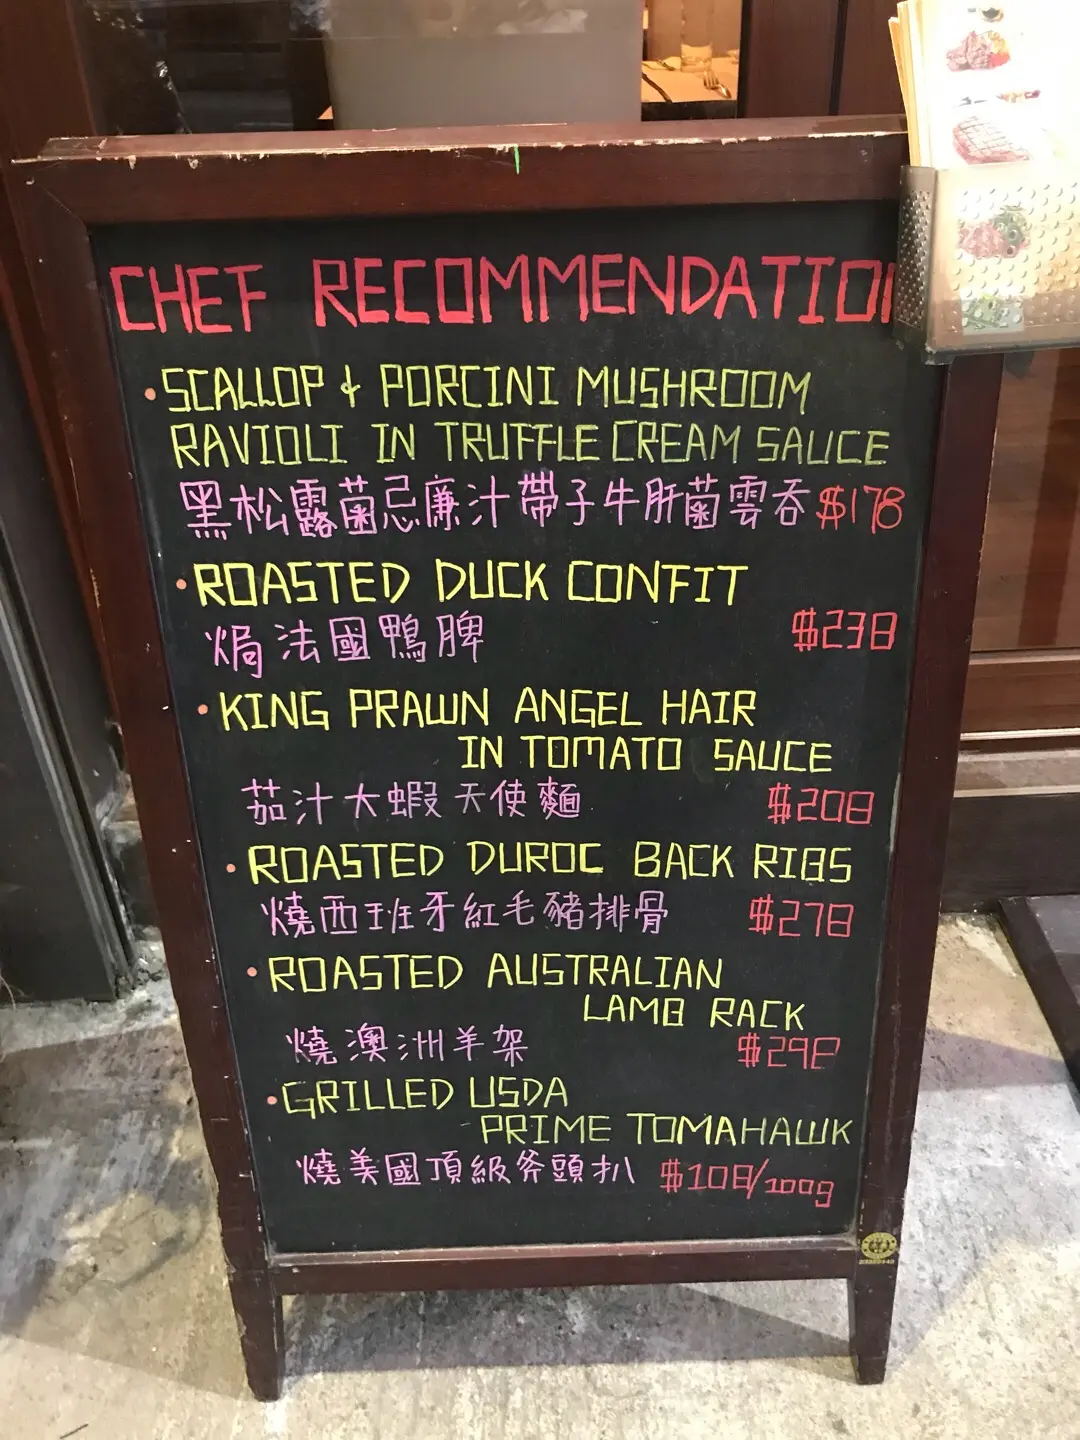 CHEF RECOMMENDATION
• SCALLOP & PORCINI MUSHROOM
RAVIOLI IN TRUFFLE CREAM SAUCE
黑松露菌忌廉汁帶子牛肝菌雲吞 $178
• ROASTED DUCK CONFIT
焗法國鴨脾 $238
• KING PRAWN ANGEL HAIR
IN TOMATO SAUCE
茄汁大蝦天使麵 $208
• ROASTED DUROC BACK RIBS
燒西班牙紅毛豬排骨 $278
• ROASTED AUSTRALIAN
LAMB RACK
燒澳洲羊架 $298
• GRILLED USDA
PRIME TOMAHAWK
燒美國頂級斧頭扒 $108/100g